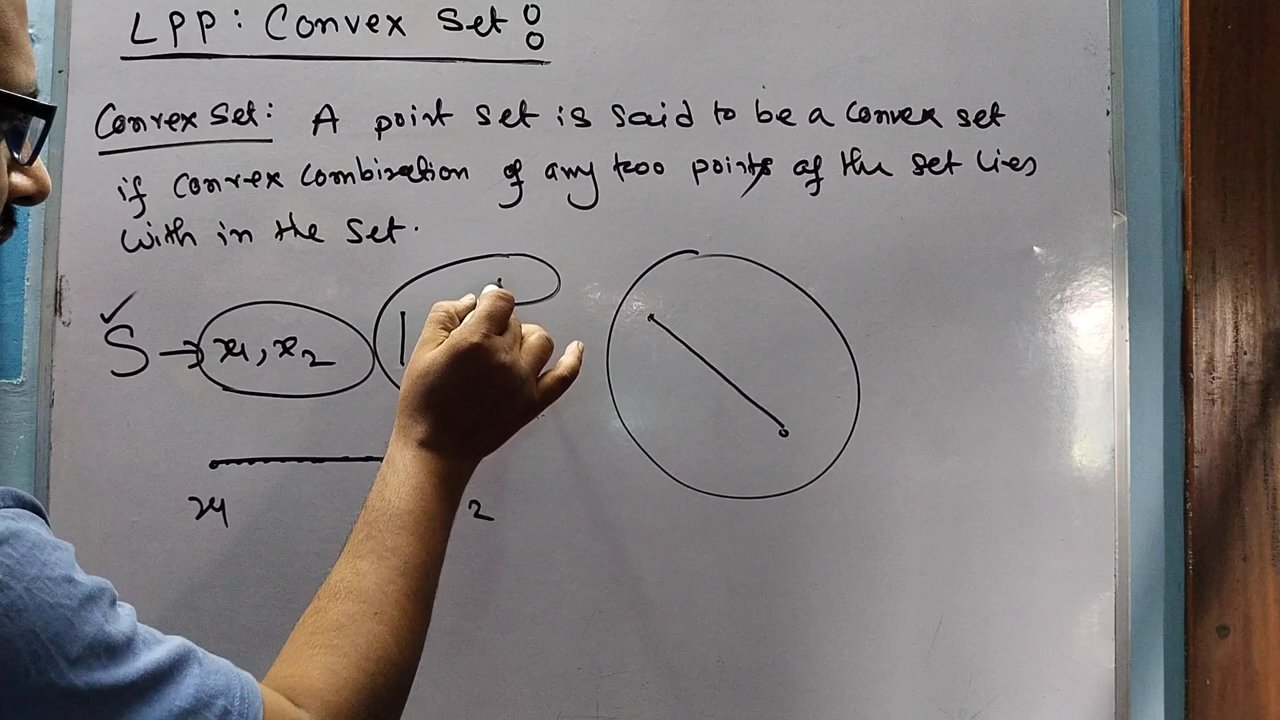 LPP: Convex Set:
Convex Set: A point set is said to be a convex set
if convex combination of any two points of the set lies
with in the set.
S → x1, x2
x1 2